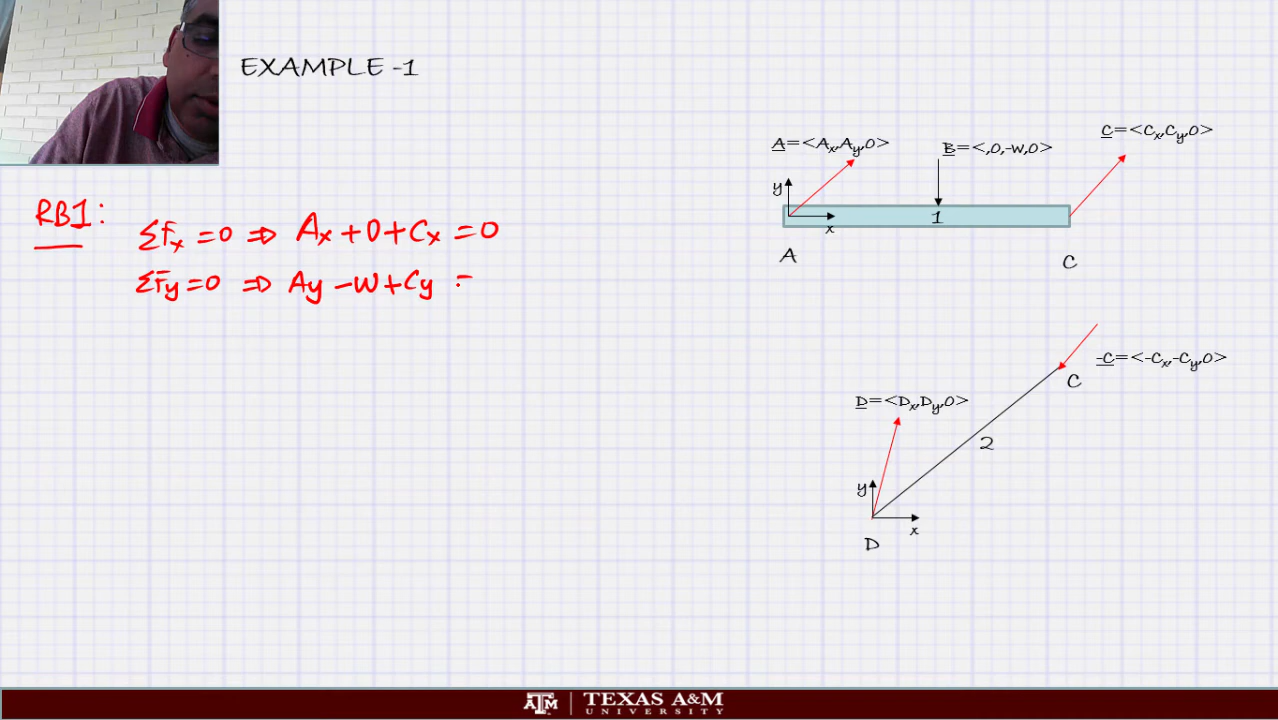 EXAMPLE -1
RB1:
ΣFx = 0 ⇒ Ax + 0 + Cx = 0
ΣFy = 0 ⇒ Ay - W + Cy =
A=<Ax,Ay,0>
B=<,0,-W,0>
C=<Cx,Cy,0>
y
1
x
A
C
-C=<-Cx,-Cy,0>
C
D=<Dx,Dy,0>
2
y
x
D
ATM | TEXAS A&M
UNIVERSITY